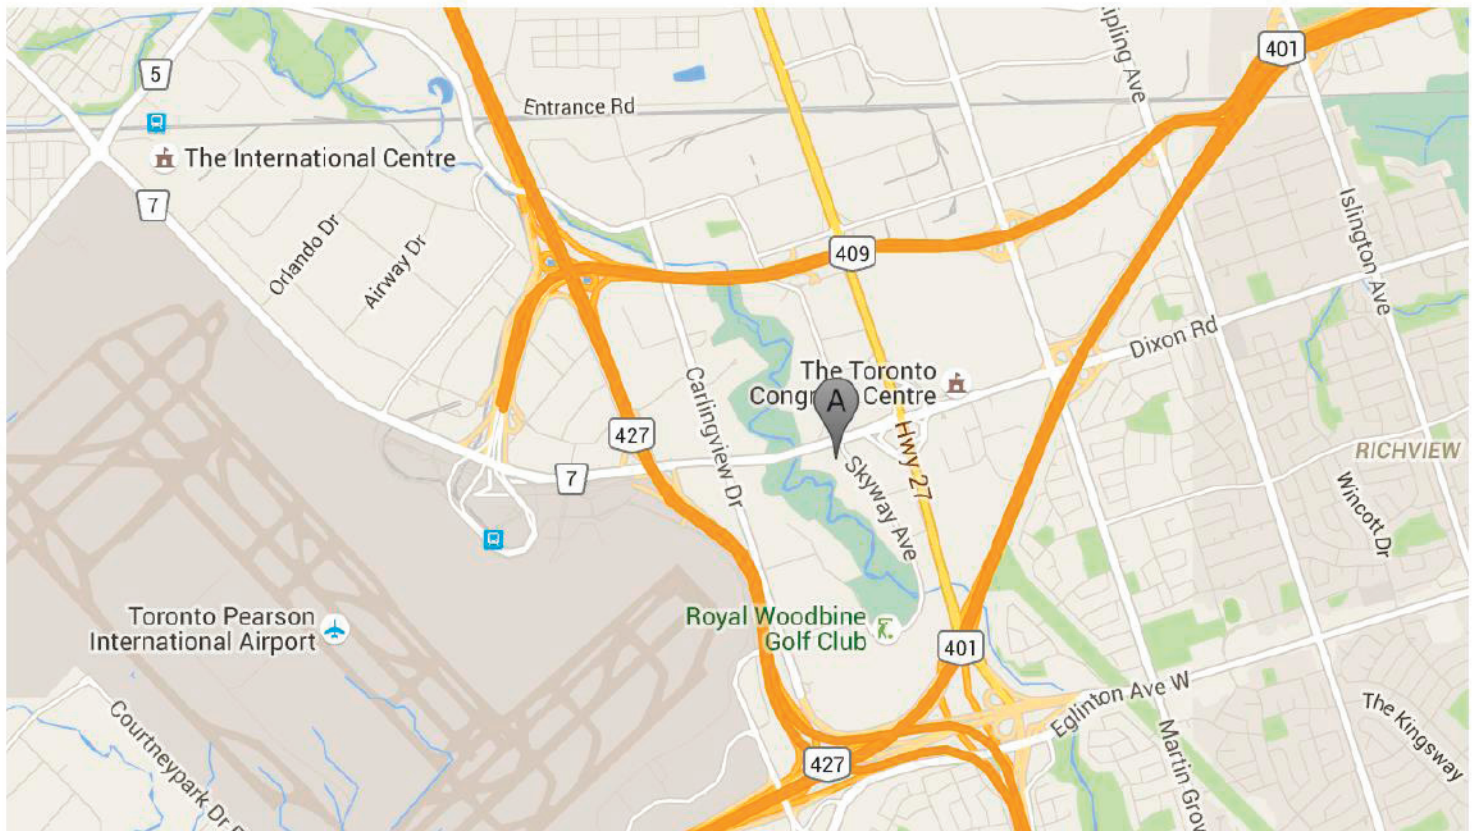 401
5
Kipling Ave
Entrance Rd
The International Centre
7
Islington Ave
Orlando Dr
Airway Dr
409
Dixon Rd
The Toronto
Congress Centre
A
Carlingview Dr
427
Hwy 27
RICHVIEW
7
Skyway Ave
Wincott Dr
Toronto Pearson
International Airport
Royal Woodbine
Golf Club
401
Eglinton Ave W
Courtneypark Dr
The Kingsway
Martin Grov
427